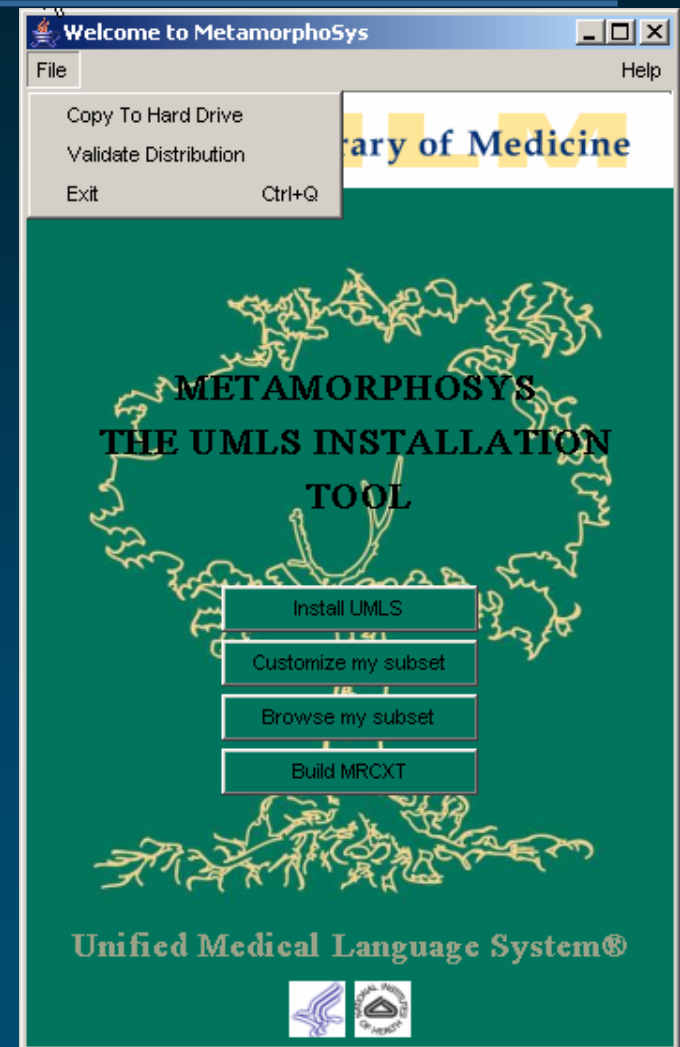 Welcome to MetamorphoSys
File Help
Copy To Hard Drive
Validate Distribution
Exit Ctrl+Q
rary of Medicine
METAMORPHOSYS
THE UMLS INSTALLATION
TOOL
Install UMLS
Customize my subset
Browse my subset
Build MRCXT
Unified Medical Language System®